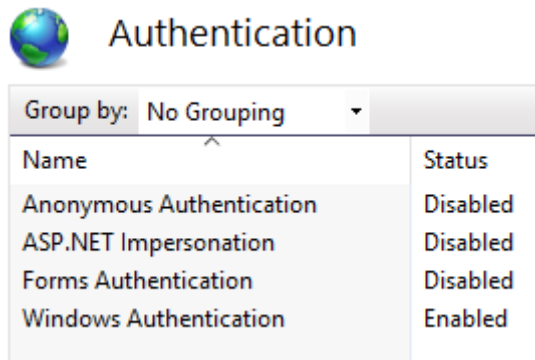 Authentication
Group by: No Grouping
Name Status
Anonymous Authentication Disabled
ASP.NET Impersonation Disabled
Forms Authentication Disabled
Windows Authentication Enabled